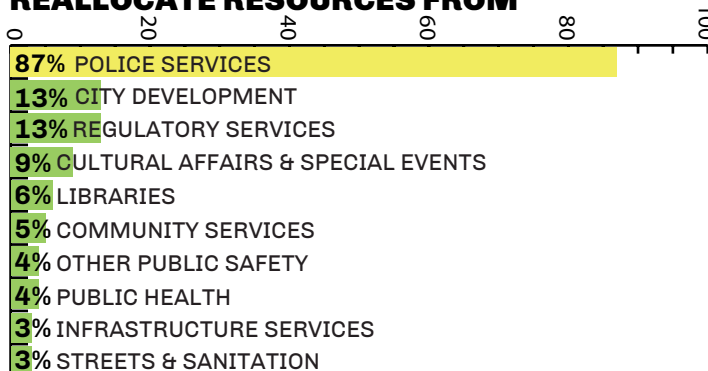 REALLOCATE RESOURCES FROM
0 20 40 60 80 100
87% POLICE SERVICES
13% CITY DEVELOPMENT
13% REGULATORY SERVICES
9% CULTURAL AFFAIRS & SPECIAL EVENTS
6% LIBRARIES
5% COMMUNITY SERVICES
4% OTHER PUBLIC SAFETY
4% PUBLIC HEALTH
3% INFRASTRUCTURE SERVICES
3% STREETS & SANITATION